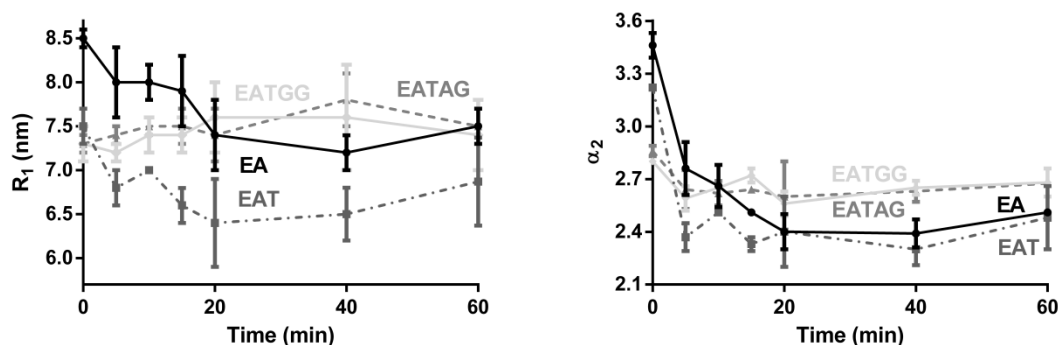 R₁ (nm)
8.5
8.0
7.5
7.0
6.5
6.0
EATGG
EATAG
EA
EAT
0
20
40
60
Time (min)
α₂
3.6
3.3
3.0
2.7
2.4
2.1
EATGG
EATAG
EA
EAT
0
20
40
60
Time (min)